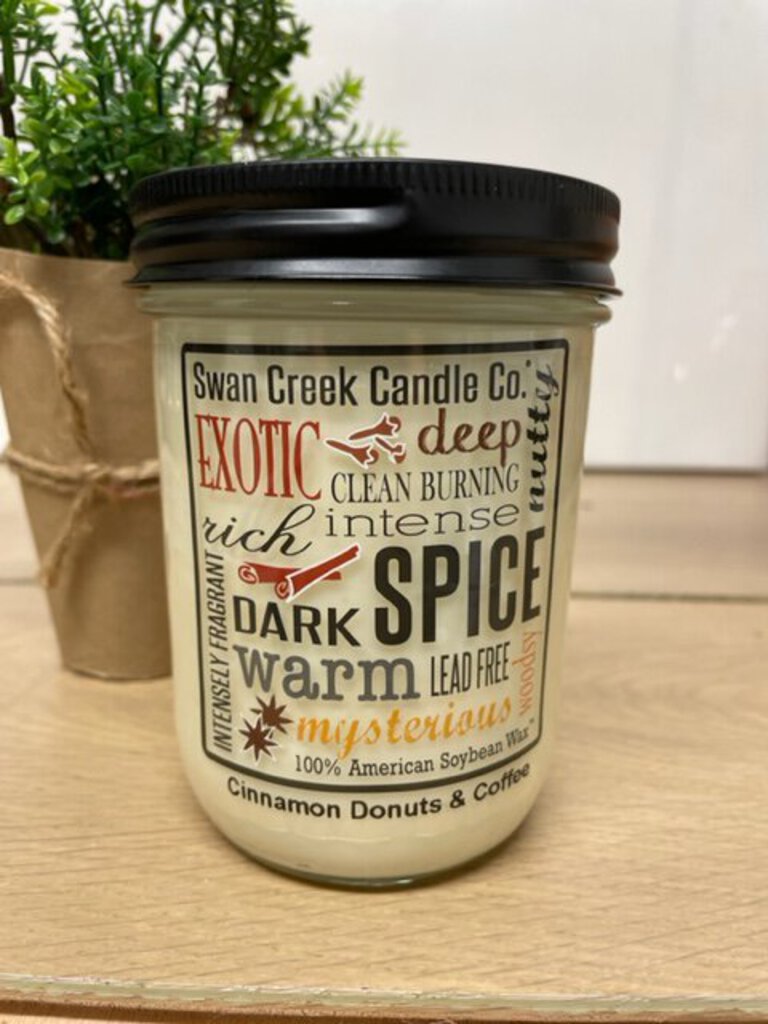 Swan Creek Candle Co.®
EXOTIC
deep
nutty
CLEAN BURNING
rich
intense
INTENSELY FRAGRANT
SPICE
DARK
warm
LEAD FREE
woodsy
mysterious
100% American Soybean Wax™
Cinnamon Donuts & Coffee